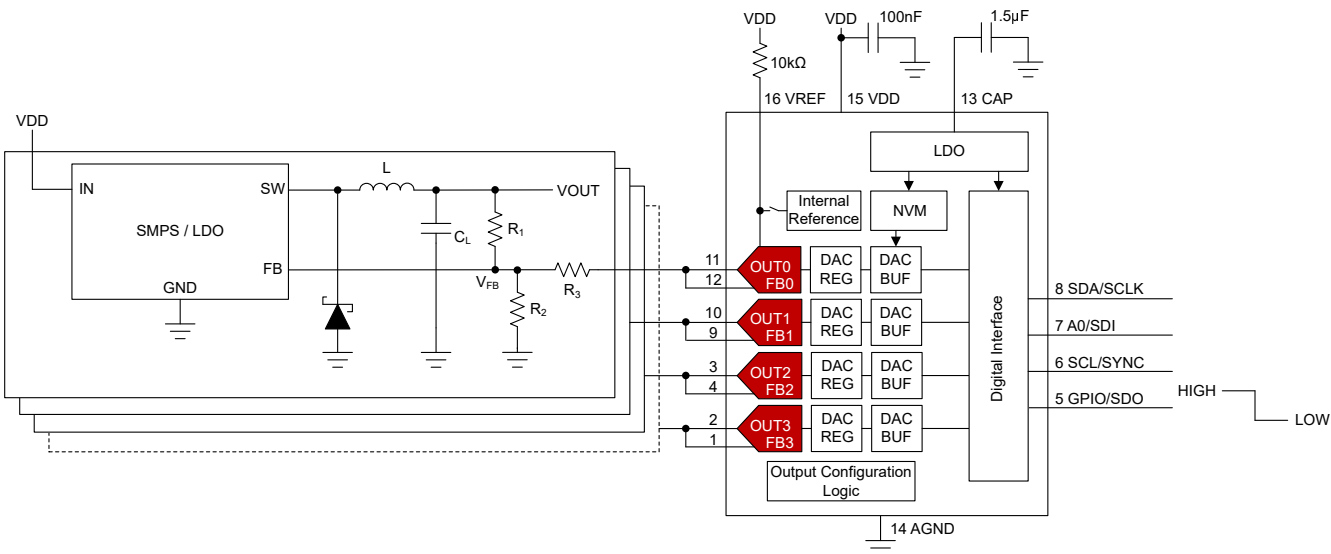 VDD
VDD
100nF
1.5µF
10kΩ
16 VREF
15 VDD
13 CAP
VDD
IN
SW
SMPS / LDO
FB
GND
L
C_L
R₁
VOUT
V_FB
R₂
R₃
LDO
Internal
Reference
NVM
11
12
OUT0
FB0
DAC
REG
DAC
BUF
10
9
OUT1
FB1
DAC
REG
DAC
BUF
3
4
OUT2
FB2
DAC
REG
DAC
BUF
2
1
OUT3
FB3
DAC
REG
DAC
BUF
Output Configuration
Logic
Digital Interface
8 SDA/SCLK
7 A0/SDI
6 SCL/SYNC
5 GPIO/SDO
HIGH
LOW
14 AGND